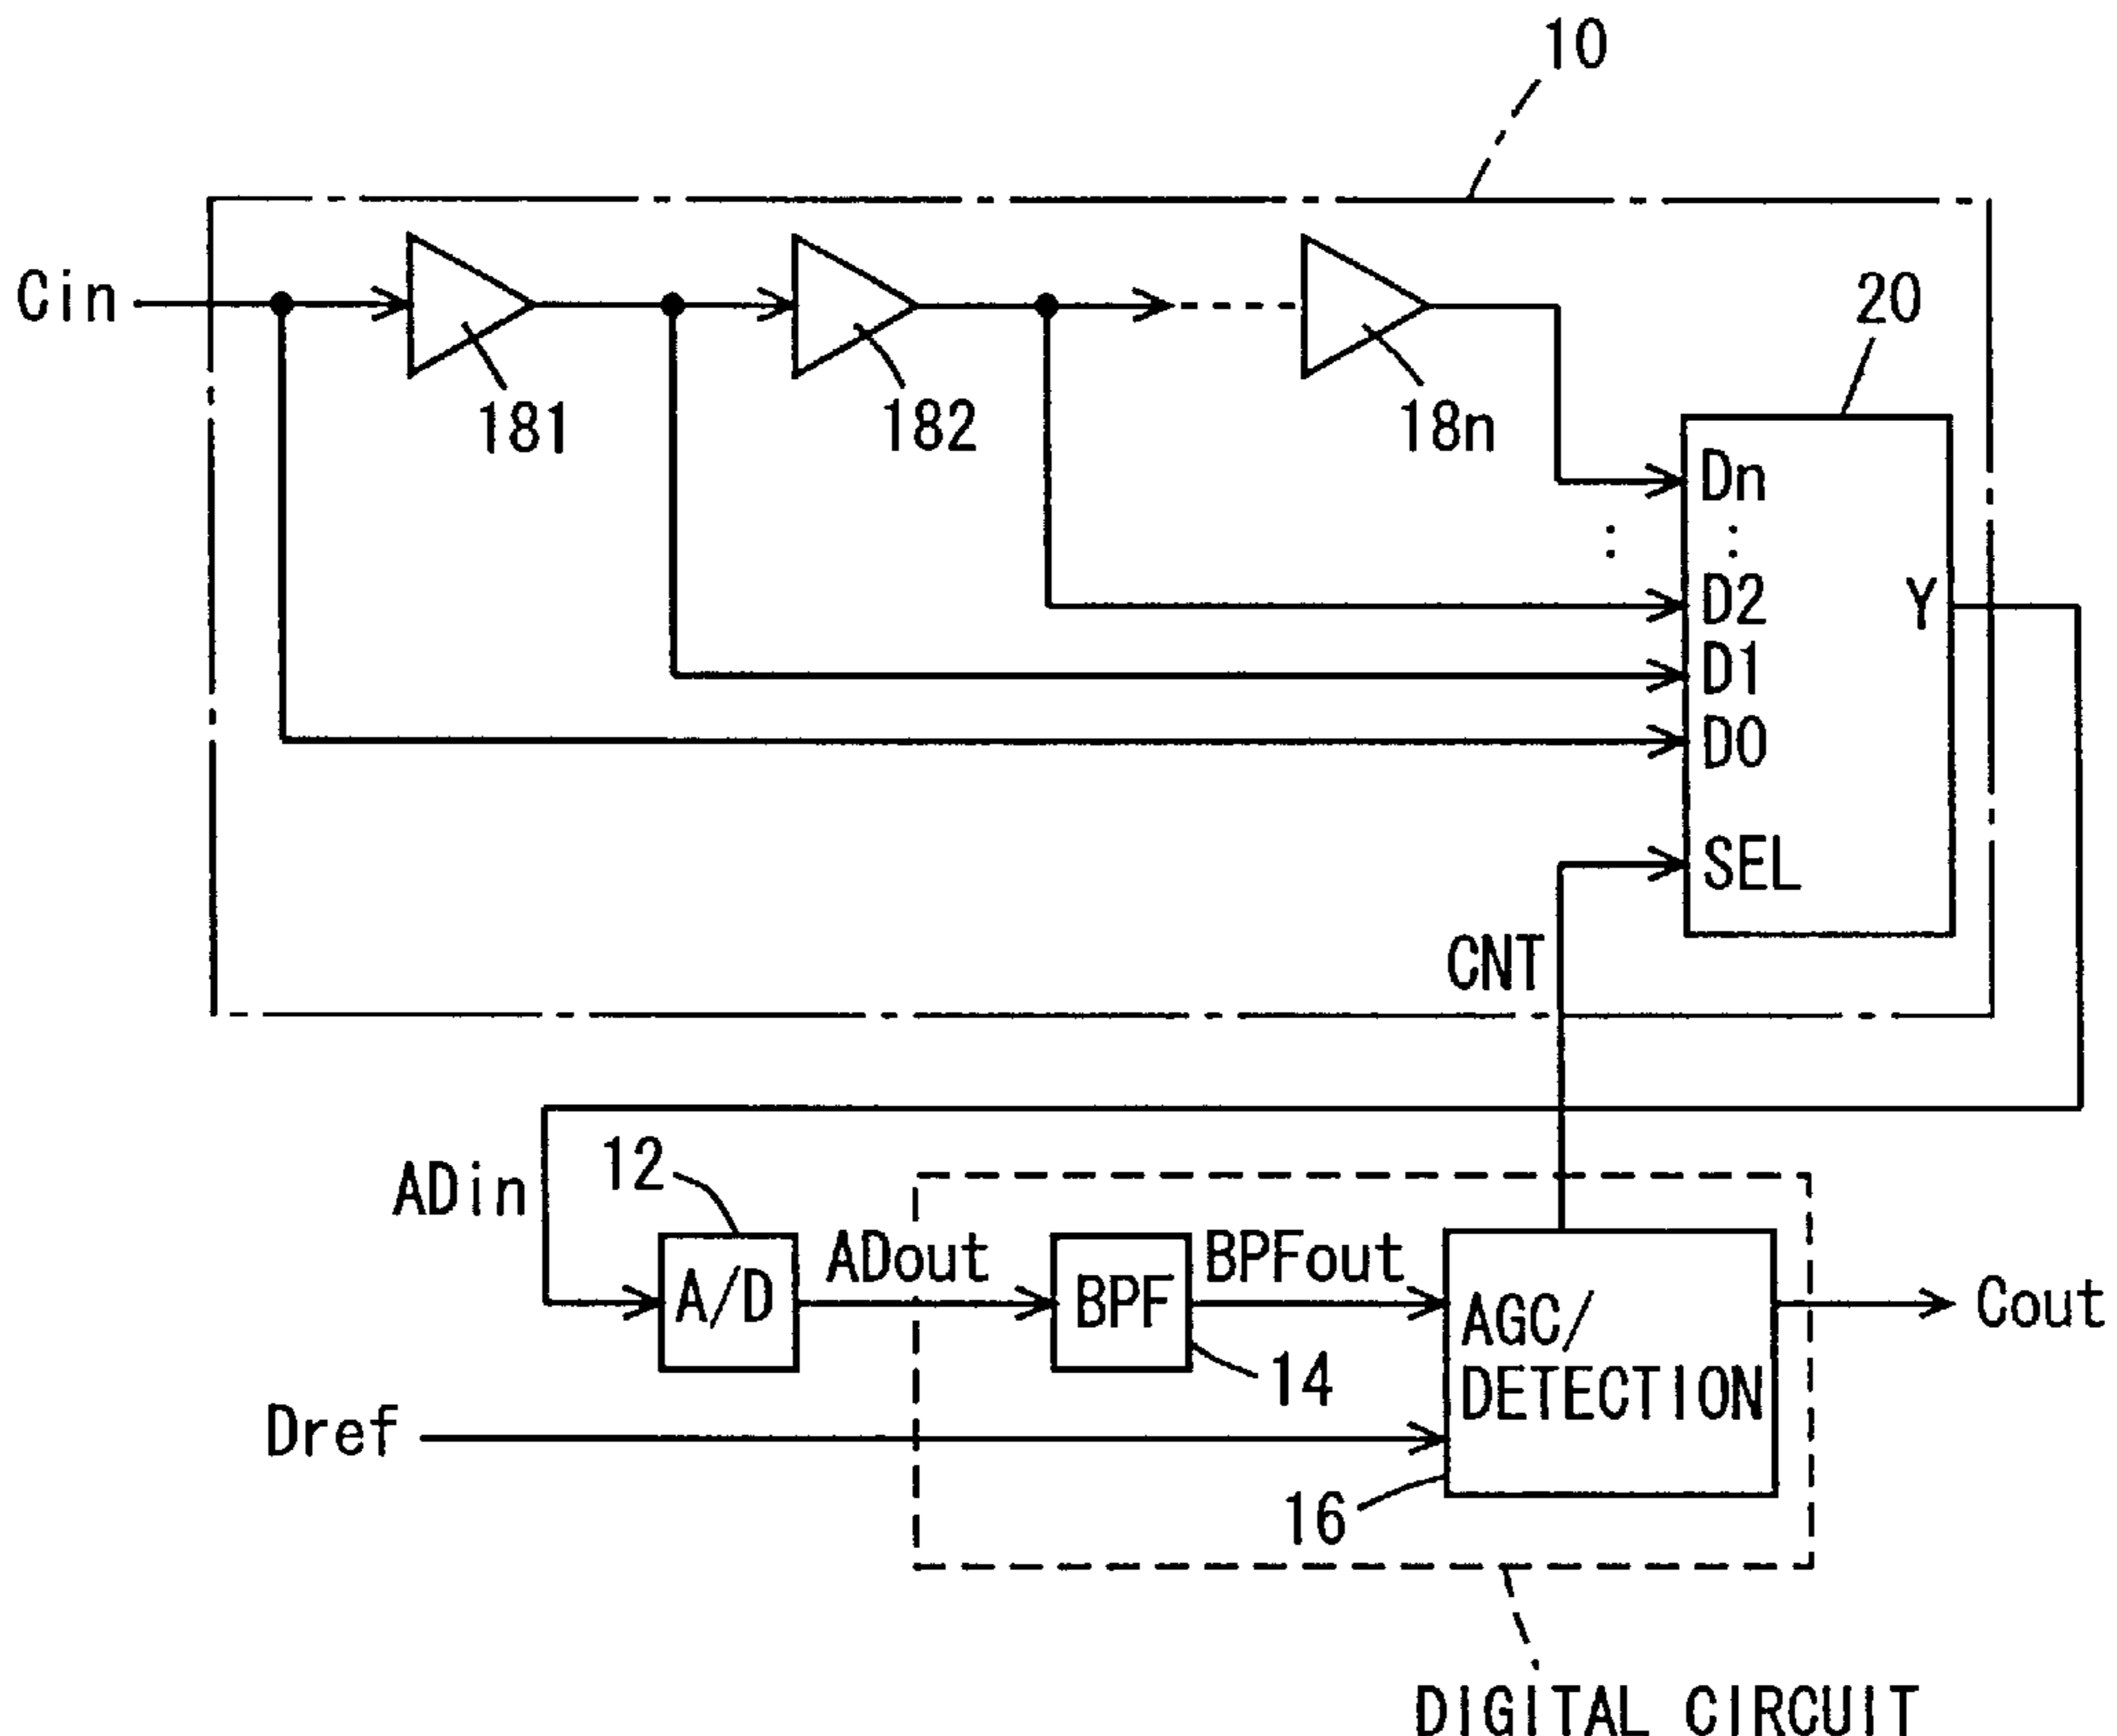 10
Cin
181
182
18n
20
Dn
:
:
D2
Y
D1
D0
SEL
CNT
ADin
12
A/D
ADout
BPF
14
BPFout
AGC/
DETECTION
16
Cout
Dref
DIGITAL CIRCUIT